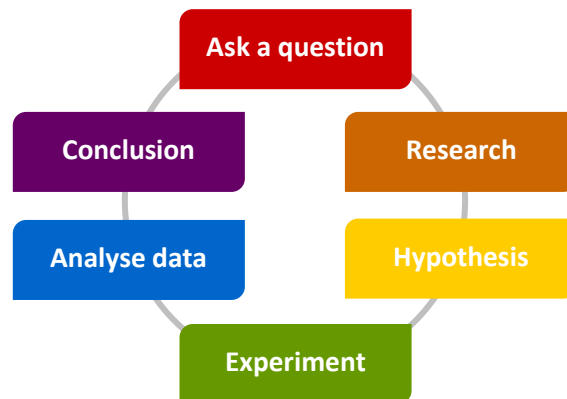 Ask a question
Research
Hypothesis
Experiment
Analyse data
Conclusion